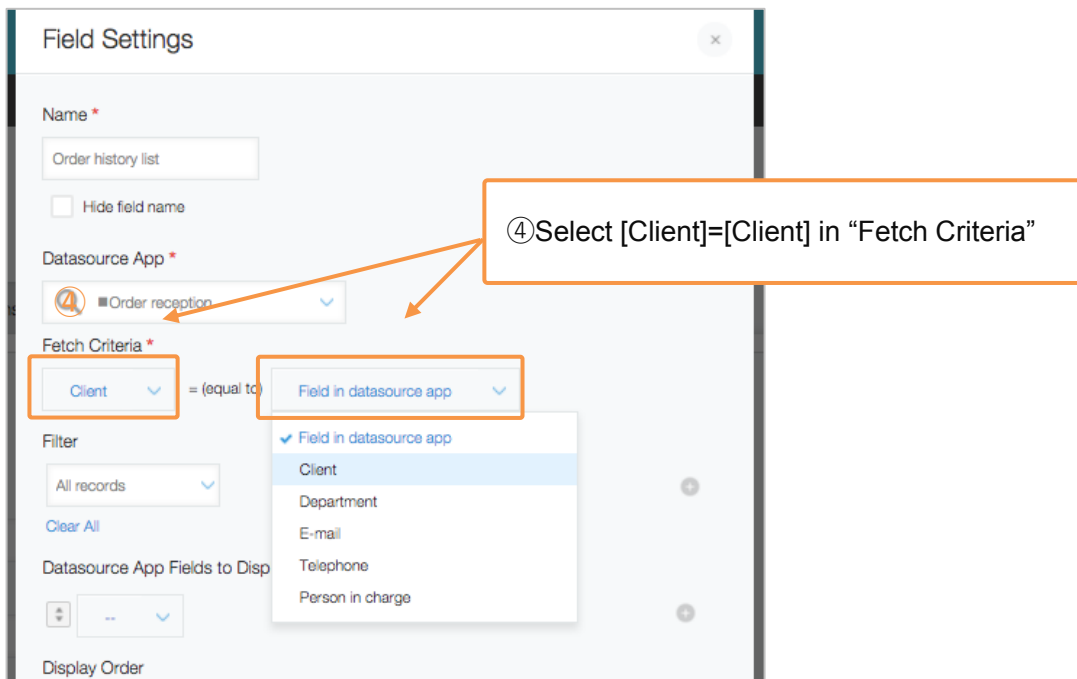 Field Settings
×
Name *
Order history list
Hide field name
④Select [Client]=[Client] in “Fetch Criteria”
Datasource App *
④ ■Order reception
Fetch Criteria *
Client = (equal to) Field in datasource app
✔ Field in datasource app
Filter
Client
All records
Department
Clear All
E-mail
Datasource App Fields to Disp
Telephone
Person in charge
--
Display Order